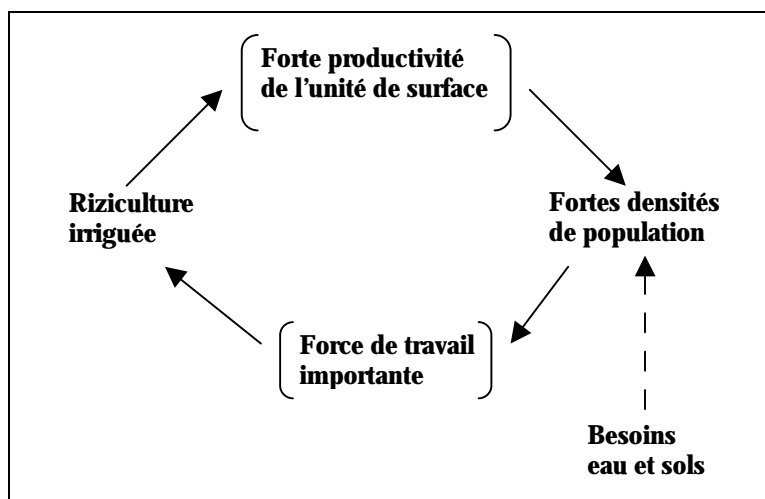 Forte productivité
de l'unité de surface
Riziculture
irriguée
Fortes densités
de population
Force de travail
importante
Besoins
eau et sols